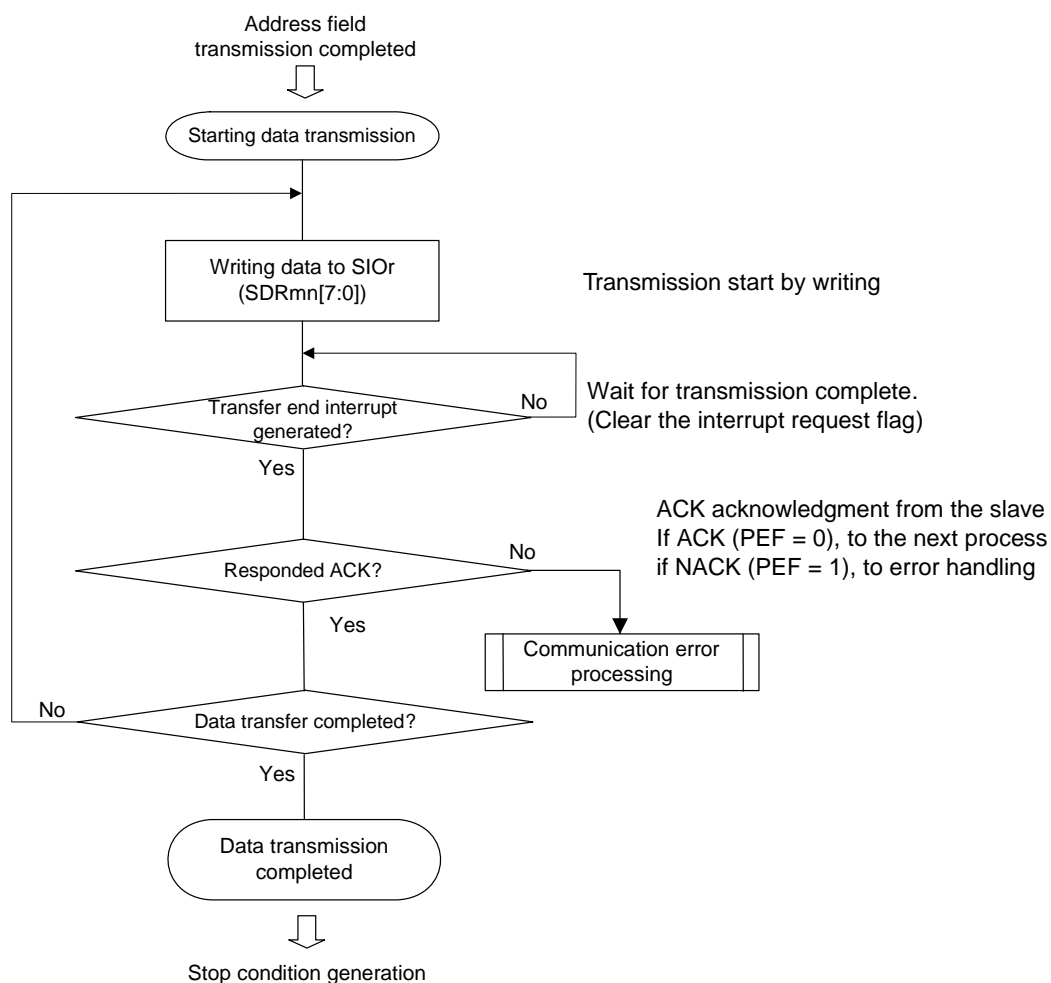 Address field
transmission completed
Starting data transmission
Writing data to SIOr
(SDRmn[7:0])
Transmission start by writing
Transfer end interrupt
generated?
No
Wait for transmission complete.
(Clear the interrupt request flag)
Yes
ACK acknowledgment from the slave
If ACK (PEF = 0), to the next process
if NACK (PEF = 1), to error handling
No
Responded ACK?
Yes
Communication error
processing
No
Data transfer completed?
Yes
Data transmission
completed
Stop condition generation